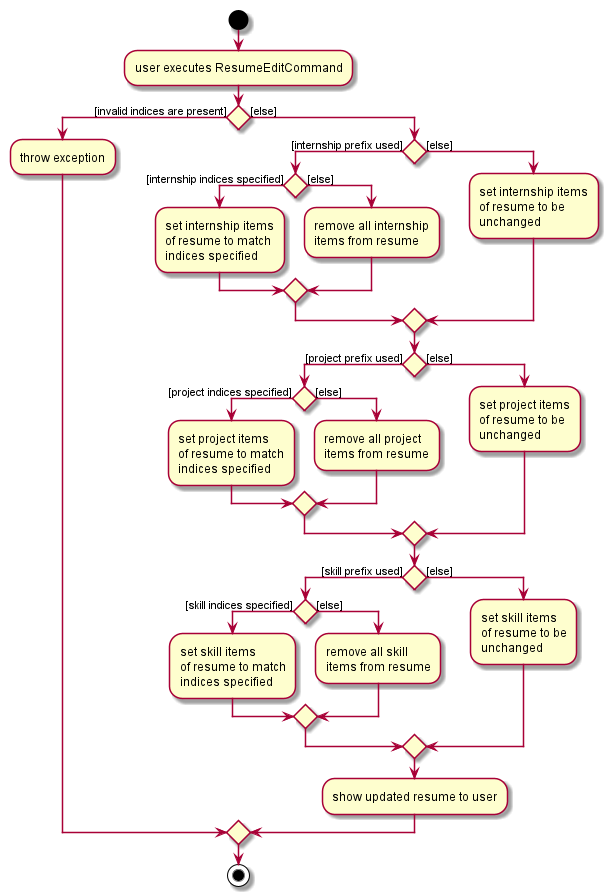 user executes ResumeEditCommand
[invalid indices are present]
[else]
throw exception
[internship prefix used]
[else]
[internship indices specified]
[else]
set internship items
of resume to match
indices specified
remove all internship
items from resume
set internship items
of resume to be
unchanged
[project prefix used]
[else]
[project indices specified]
[else]
set project items
of resume to match
indices specified
remove all project
items from resume
set project items
of resume to be
unchanged
[skill prefix used]
[else]
[skill indices specified]
[else]
set skill items
of resume to match
indices specified
remove all skill
items from resume
set skill items
of resume to be
unchanged
show updated resume to user